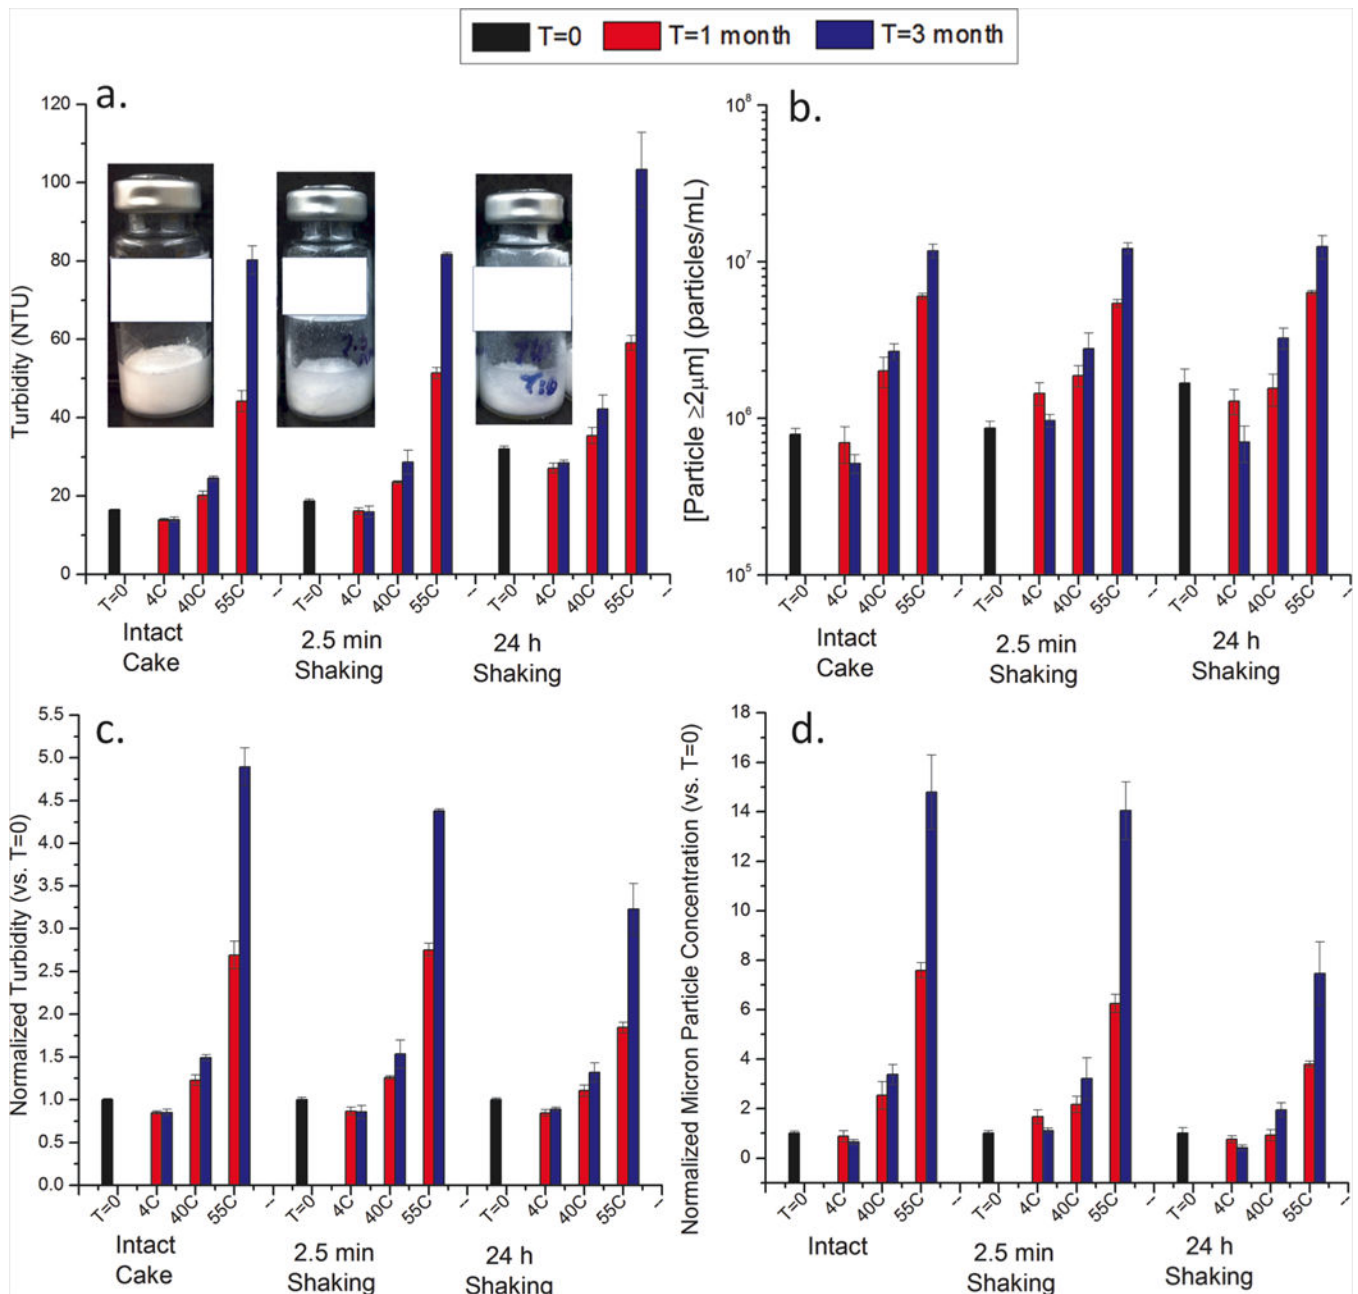 T=0 T=1 month T=3 month
a.
Turbidity (NTU)
120
100
80
60
40
20
0
T=0 4C 40C 55C -- T=0 4C 40C 55C -- T=0 4C 40C 55C --
Intact
Cake
2.5 min
Shaking
24 h
Shaking
b.
[Particle ≥2μm] (particles/mL)
10⁸
10⁷
10⁶
10⁵
T=0 4C 40C 55C -- T=0 4C 40C 55C -- T=0 4C 40C 55C --
Intact
Cake
2.5 min
Shaking
24 h
Shaking
c.
Normalized Turbidity (vs. T=0)
5.5
5.0
4.5
4.0
3.5
3.0
2.5
2.0
1.5
1.0
0.5
0.0
T=0 4C 40C 55C -- T=0 4C 40C 55C -- T=0 4C 40C 55C --
Intact
Cake
2.5 min
Shaking
24 h
Shaking
d.
Normalized Micron Particle Concentration (vs. T=0)
18
16
14
12
10
8
6
4
2
0
T=0 4C 40C 55C -- T=0 4C 40C 55C -- T=0 4C 40C 55C --
Intact
2.5 min
Shaking
24 h
Shaking